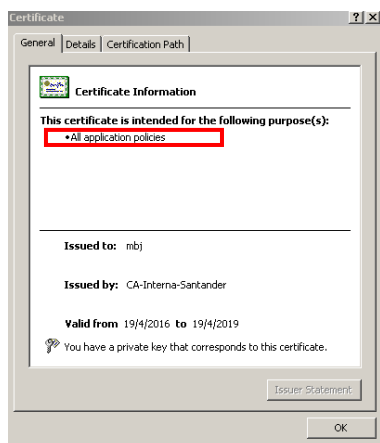 Certificate
General Details Certification Path
Certificate Information
This certificate is intended for the following purpose(s):
•All application policies
Issued to: mbj
Issued by: CA-Interna-Santander
Valid from 19/4/2016 to 19/4/2019
You have a private key that corresponds to this certificate.
Issuer Statement
OK